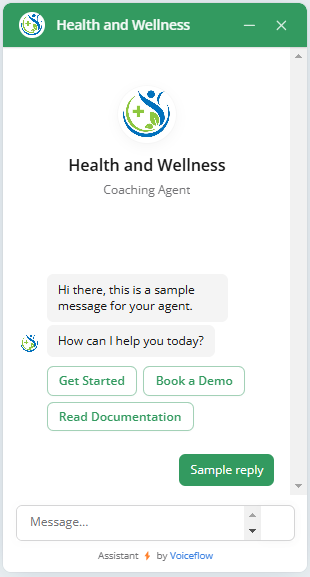 Health and Wellness
Health and Wellness
Coaching Agent
Hi there, this is a sample
message for your agent.
How can I help you today?
Get Started
Book a Demo
Read Documentation
Sample reply
Message...
Assistant by Voiceflow